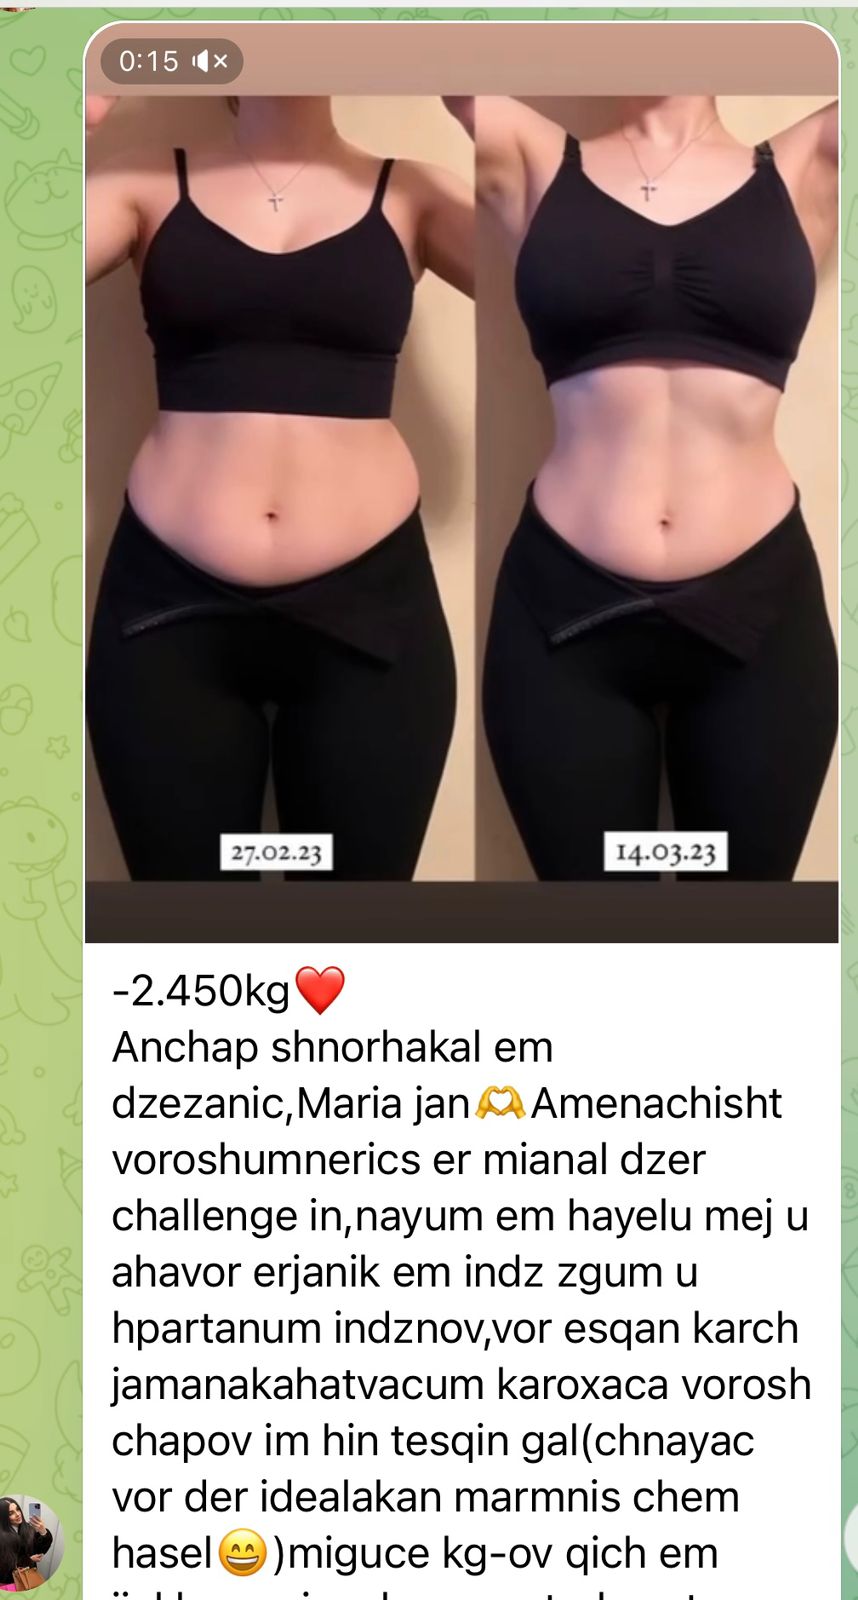 0:15
27.02.23
14.03.23
-2.450kg❤️
Anchap shnorhakal em
dzezanic,Maria jan🫶Amenachisht
voroshumnerics er mianal dzer
challenge in,nayum em hayelu mej u
ahavor erjanik em indz zgum u
hpartanum indznov,vor esqan karch
jamanakahatvacum karoxaca vorosh
chapov im hin tesqin gal(chnayac
vor der idealakan marmnis chem
hasel😄)miguce kg-ov qich em